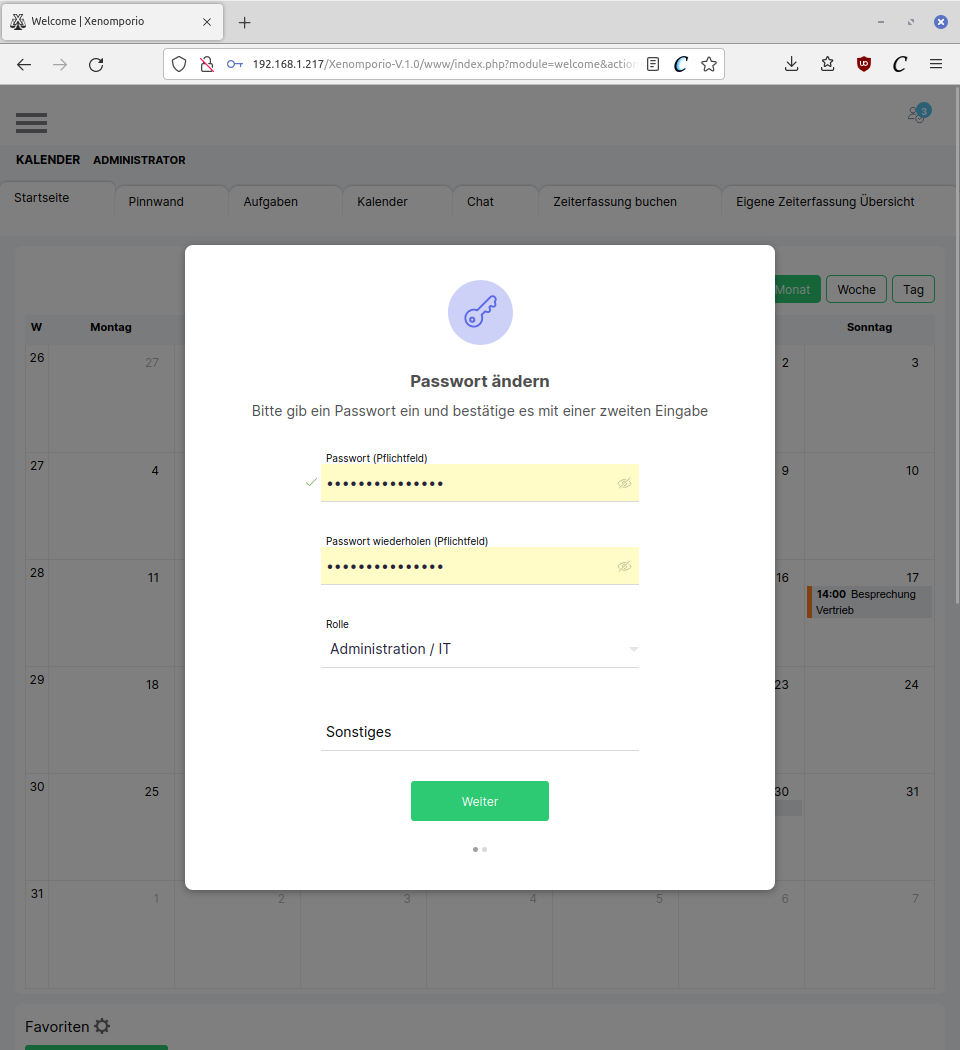 Welcome | Xenomporio
192.168.1.217/Xenomporio-V.1.0/www/index.php?module=welcome&actio
3
KALENDER ADMINISTRATOR
Startseite Pinnwand Aufgaben Kalender Chat Zeiterfassung buchen Eigene Zeiterfassung Übersicht
Monat Woche Tag
W Montag Sonntag
26 27 2 3
27 4 9 10
28 11 16 17
14:00 Besprechung
Vertrieb
29 18 23 24
30 25 30 31
31 1 2 3 4 5 6 7
Passwort ändern
Bitte gib ein Passwort ein und bestätige es mit einer zweiten Eingabe
Passwort (Pflichtfeld)
•••••••••••••••
Passwort wiederholen (Pflichtfeld)
•••••••••••••••
Rolle
Administration / IT
Sonstiges
Weiter
Favoriten